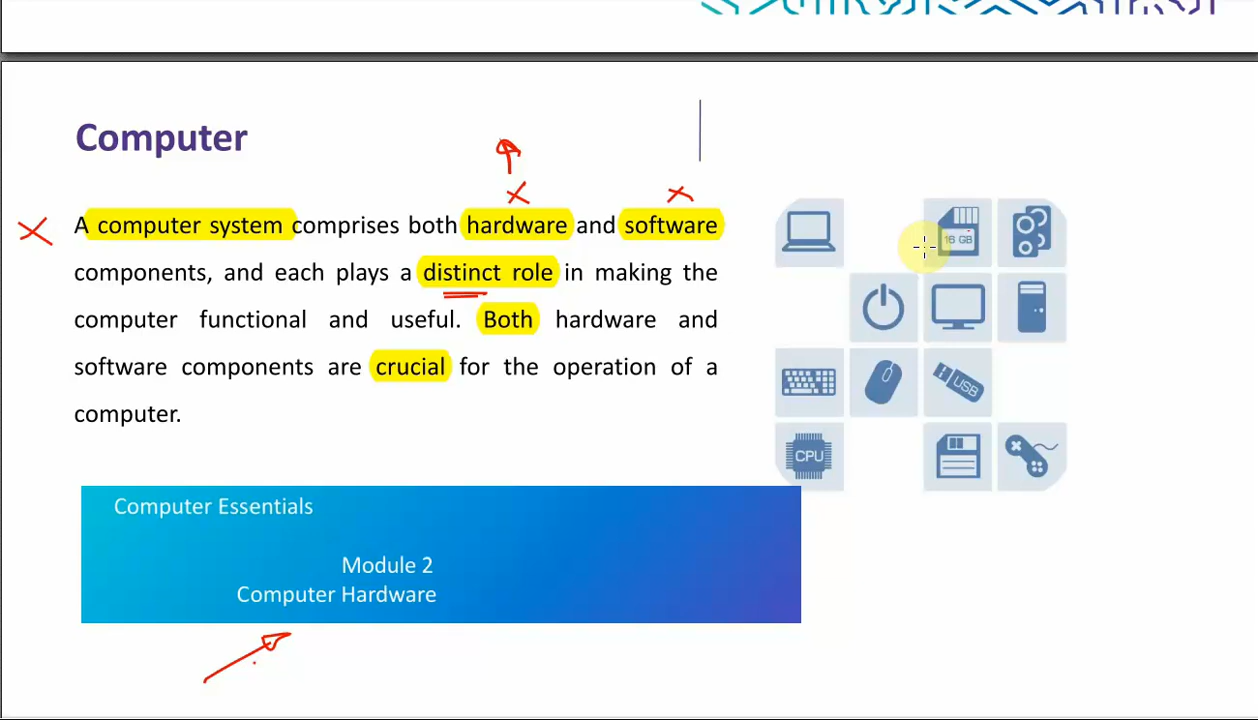 Computer
A computer system comprises both hardware and software
components, and each plays a distinct role in making the
computer functional and useful. Both hardware and
software components are crucial for the operation of a
computer.
16 GB
USB
CPU
Computer Essentials
Module 2
Computer Hardware